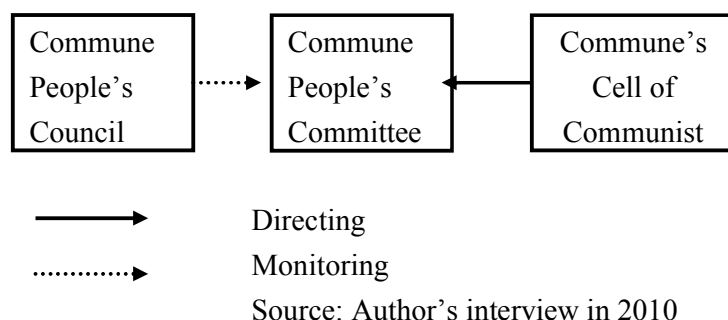 Commune
People’s
Council
Commune
People’s
Committee
Commune’s
Cell of
Communist
Directing
Monitoring
Source: Author’s interview in 2010